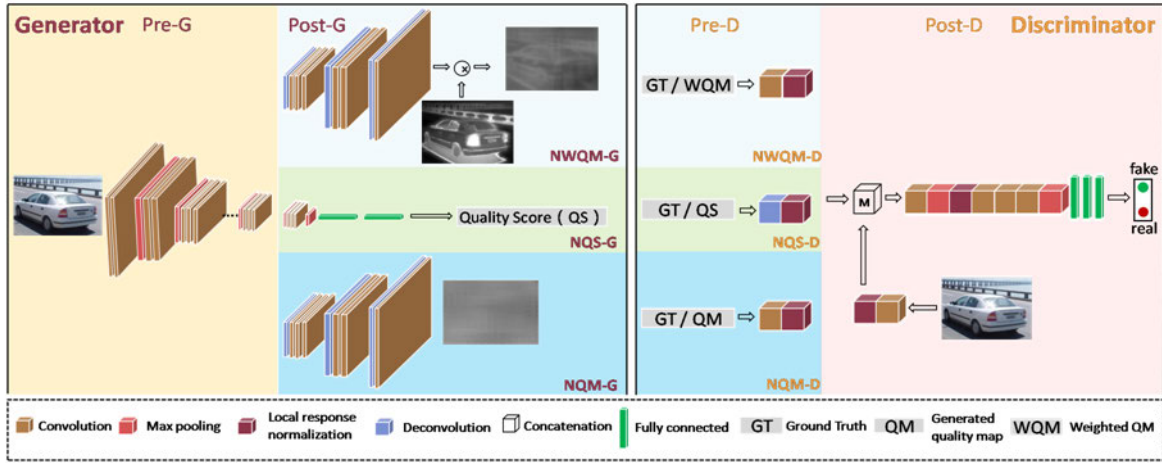 Generator Pre-G
Post-G
NWQM-G
Quality Score ( QS )
NQS-G
NQM-G
Pre-D
Post-D Discriminator
GT / WQM
NWQM-D
GT / QS
NQS-D
GT / QM
NQM-D
M
fake
real
Convolution
Max pooling
Local response
normalization
Deconvolution
Concatenation
Fully connected
GT Ground Truth
QM Generated
quality map
WQM Weighted QM